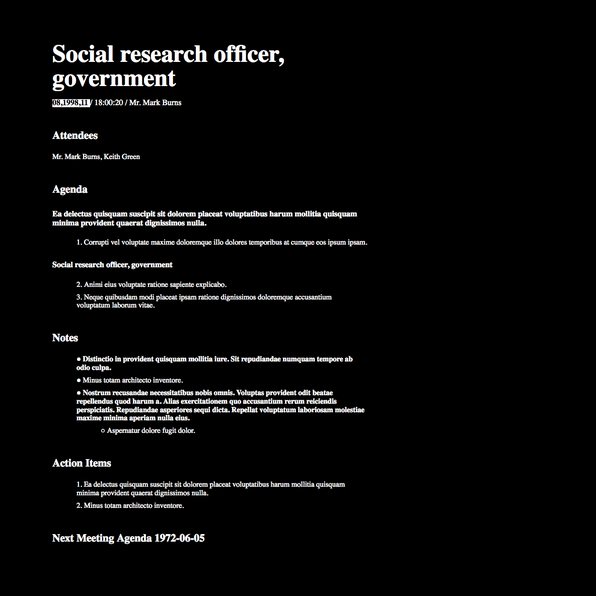 Social research officer,
government
08,1998,11 / 18:00:20 / Mr. Mark Burns
Attendees
Mr. Mark Burns, Keith Green
Agenda
Ea delectus quisquam suscipit sit dolorem placeat voluptatibus harum mollitia quisquam
minima provident quaerat dignissimos nulla.
1. Corrupti vel voluptate maxime doloremque illo dolores temporibus at cumque eos ipsum ipsam.
Social research officer, government
2. Animi eius voluptate ratione sapiente explicabo.
3. Neque quibusdam modi placeat ipsam ratione dignissimos doloremque accusantium
voluptatum laborum vitae.
Notes
● Distinctio in provident quisquam mollitia iure. Sit repudiandae numquam tempore ab
odio culpa.
● Minus totam architecto inventore.
● Nostrum recusandae necessitatibus nobis omnis. Voluptas provident odit beatae
repellendus quod harum a. Alias exercitationem quo accusantium rerum reiciendis
perspiciatis. Repudiandae asperiores sequi dicta. Repellat voluptatum laboriosam molestiae
maxime minima aperiam nulla eius.
○ Aspernatur dolore fugit dolor.
Action Items
1. Ea delectus quisquam suscipit sit dolorem placeat voluptatibus harum mollitia quisquam
minima provident quaerat dignissimos nulla.
2. Minus totam architecto inventore.
Next Meeting Agenda 1972-06-05